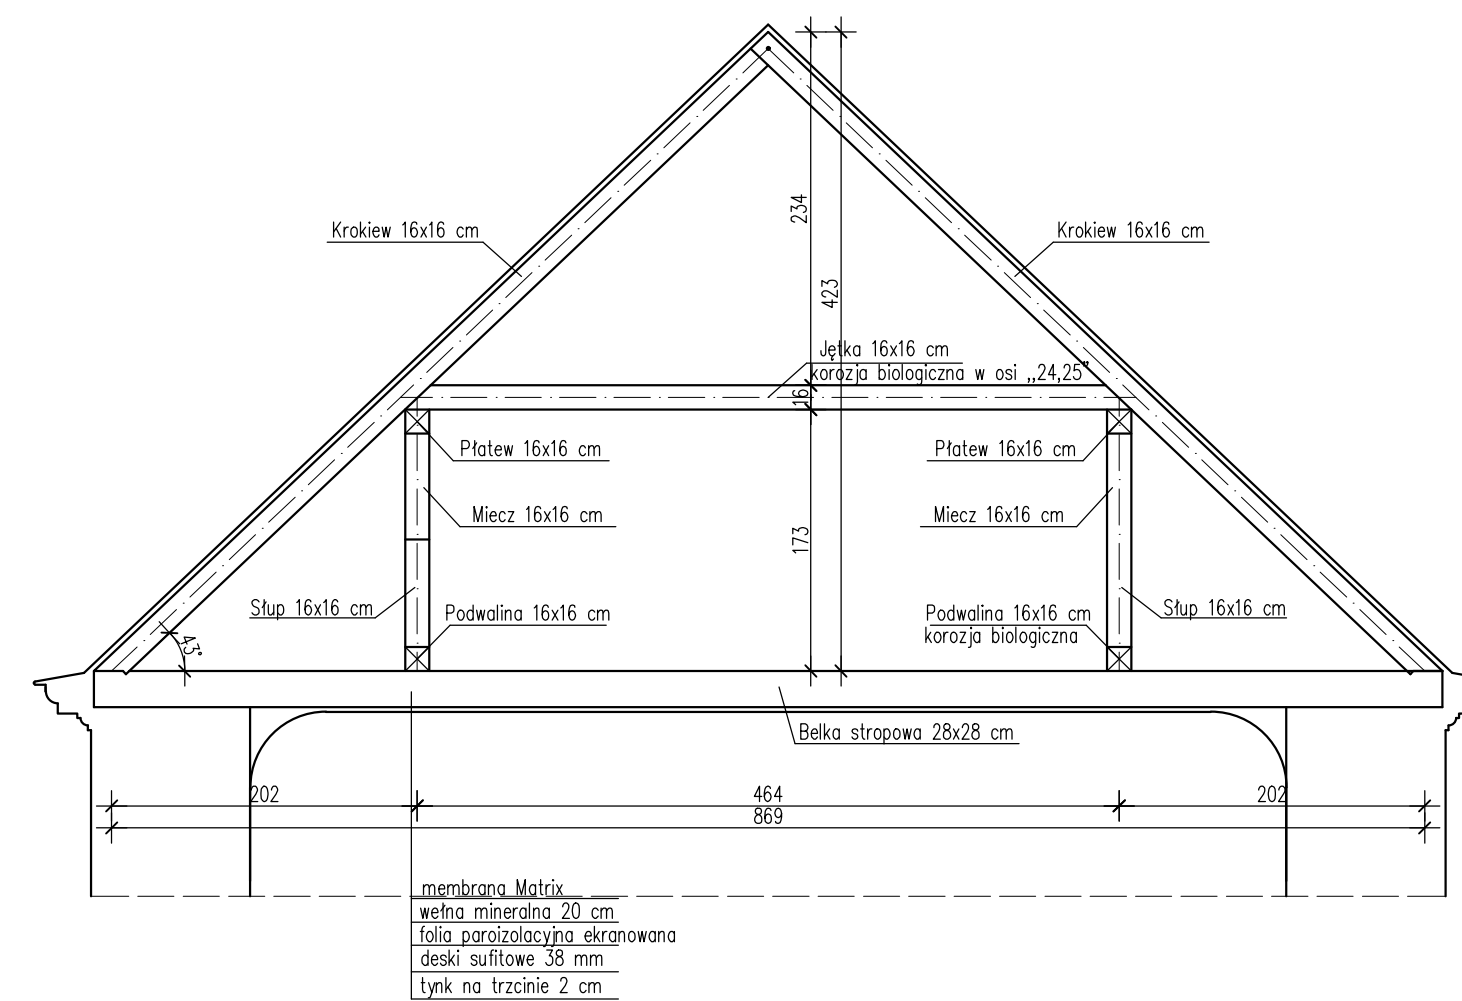 234
Krokiew 16x16 cm
Krokiew 16x16 cm
423
Jętka 16x16 cm
korozja biologiczna w osi „24,25"
16
Płatew 16x16 cm
Płatew 16x16 cm
Miecz 16x16 cm
Miecz 16x16 cm
173
Słup 16x16 cm
Podwalina 16x16 cm
Podwalina 16x16 cm
korozja biologiczna
Słup 16x16 cm
43°
Belka stropowa 28x28 cm
202
464
202
869
membrana Matrix
wełna mineralna 20 cm
folia paroizolacyjna ekranowana
deski sufitowe 38 mm
tynk na trzcinie 2 cm